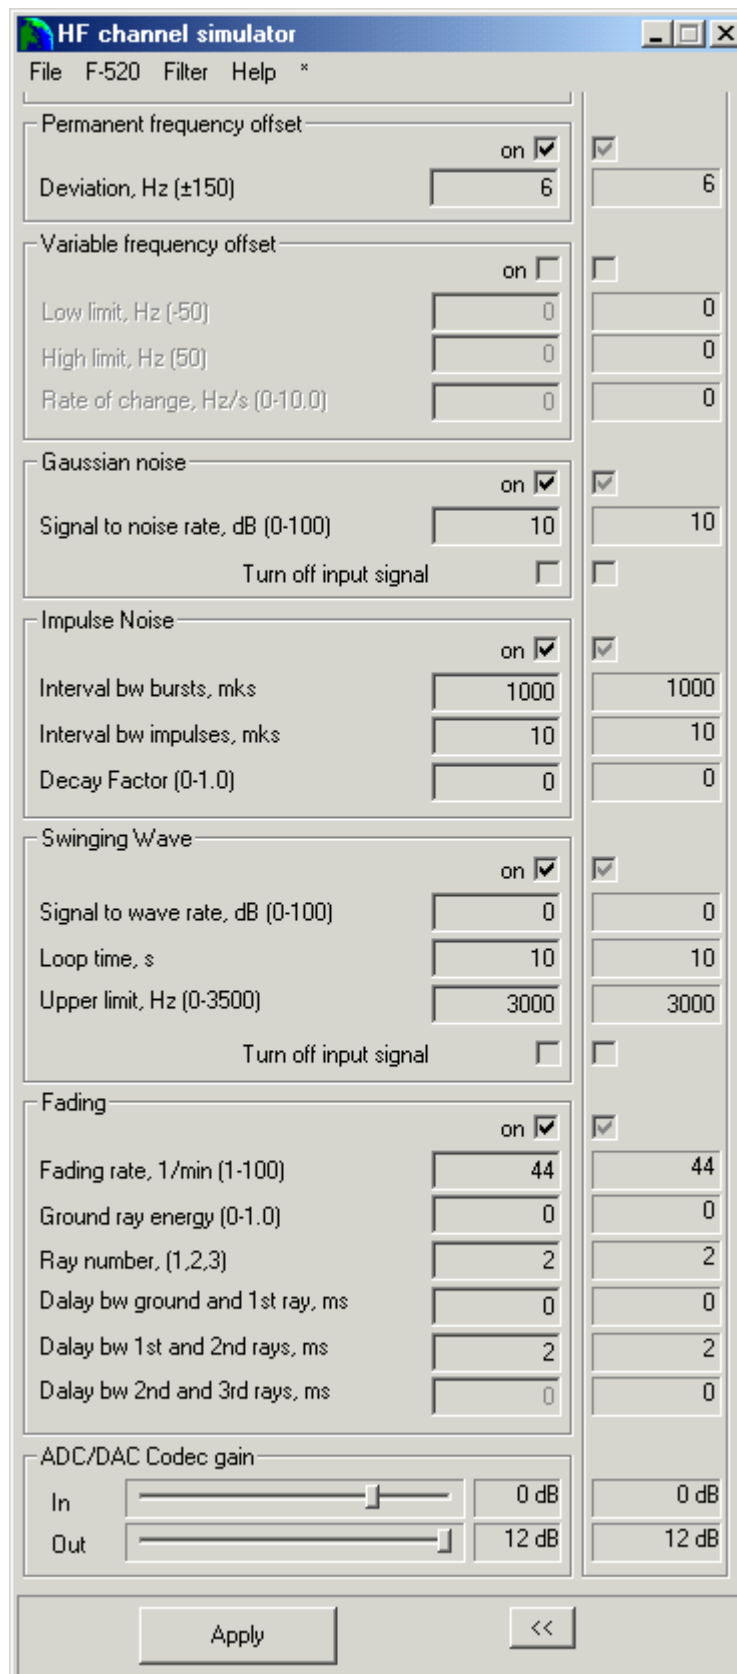 HF channel simulator
File F-520 Filter Help *
Permanent frequency offset
on
Deviation, Hz (±150) 6 6
Variable frequency offset
on
Low limit, Hz (-50) 0 0
High limit, Hz (50) 0 0
Rate of change, Hz/s (0-10.0) 0 0
Gaussian noise
on
Signal to noise rate, dB (0-100) 10 10
Turn off input signal
Impulse Noise
on
Interval bw bursts, mks 1000 1000
Interval bw impulses, mks 10 10
Decay Factor (0-1.0) 0 0
Swinging Wave
on
Signal to wave rate, dB (0-100) 0 0
Loop time, s 10 10
Upper limit, Hz (0-3500) 3000 3000
Turn off input signal
Fading
on
Fading rate, 1/min (1-100) 44 44
Ground ray energy (0-1.0) 0 0
Ray number, (1,2,3) 2 2
Dalay bw ground and 1st ray, ms 0 0
Dalay bw 1st and 2nd rays, ms 2 2
Dalay bw 2nd and 3rd rays, ms 0 0
ADC/DAC Codec gain
In 0 dB 0 dB
Out 12 dB 12 dB
Apply <<